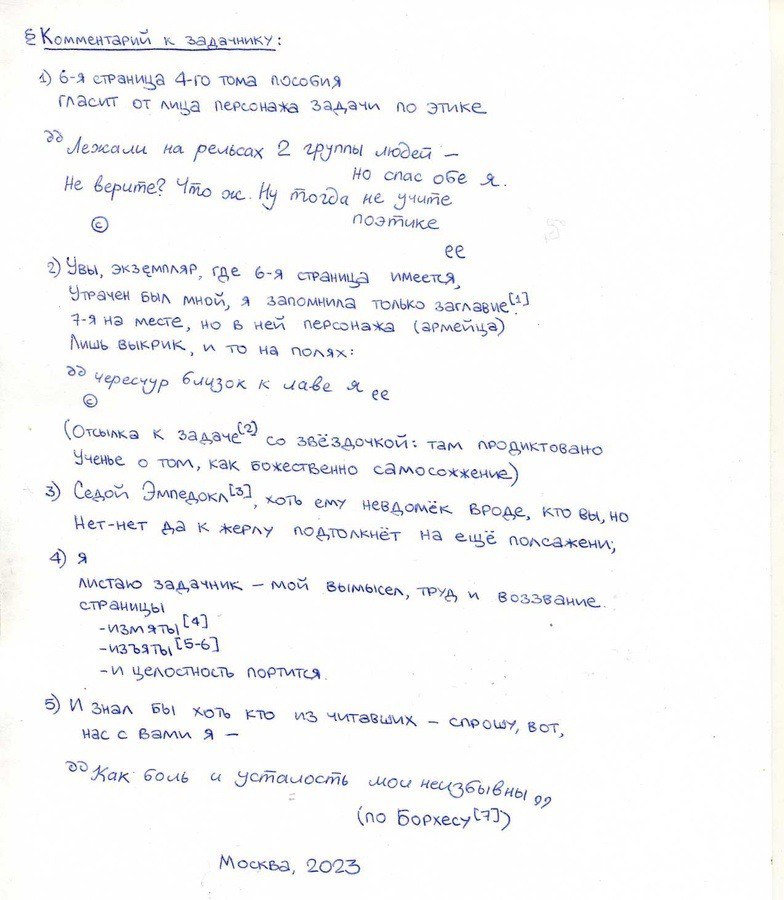 § Комментарий к задачнику:
1) 6-я страница 4-го тома пособия
гласит от лица персонажа задачи по этике
„Лежали на рельсах 2 группы людей –
но спас обе я.
Не верите? Что ж. Ну тогда не учите
поэтике
©
ее
2) Увы, экземпляр, где 6-я страница имеется,
Утрачен был мной, я запомнила только заглавие[1].
7-я на месте, но в ней персонажа (армейца)
Лишь выкрик, и то на полях:
„чересчур близок к лаве я ее
©
(Отсылка к задаче[2] со звёздочкой: там продиктовано
Ученье о том, как божественно самосожжение)
3) Седой Эмпедокл[3], хоть ему невдомёк вроде, кто вы, но
Нет-нет да к жерлу подтолкнёт на ещё полсажени;
4) Я
листаю задачник – мой вымысел, труд и воззвание.
страницы
-измяты[4]
-изъяты[5-6]
-и целостность портится.
5) И знал бы хоть кто из читавших – спрошу, вот,
нас с вами я –
„Как боль и усталость мои неизбывны"
(по Борхесу[7])
Москва, 2023